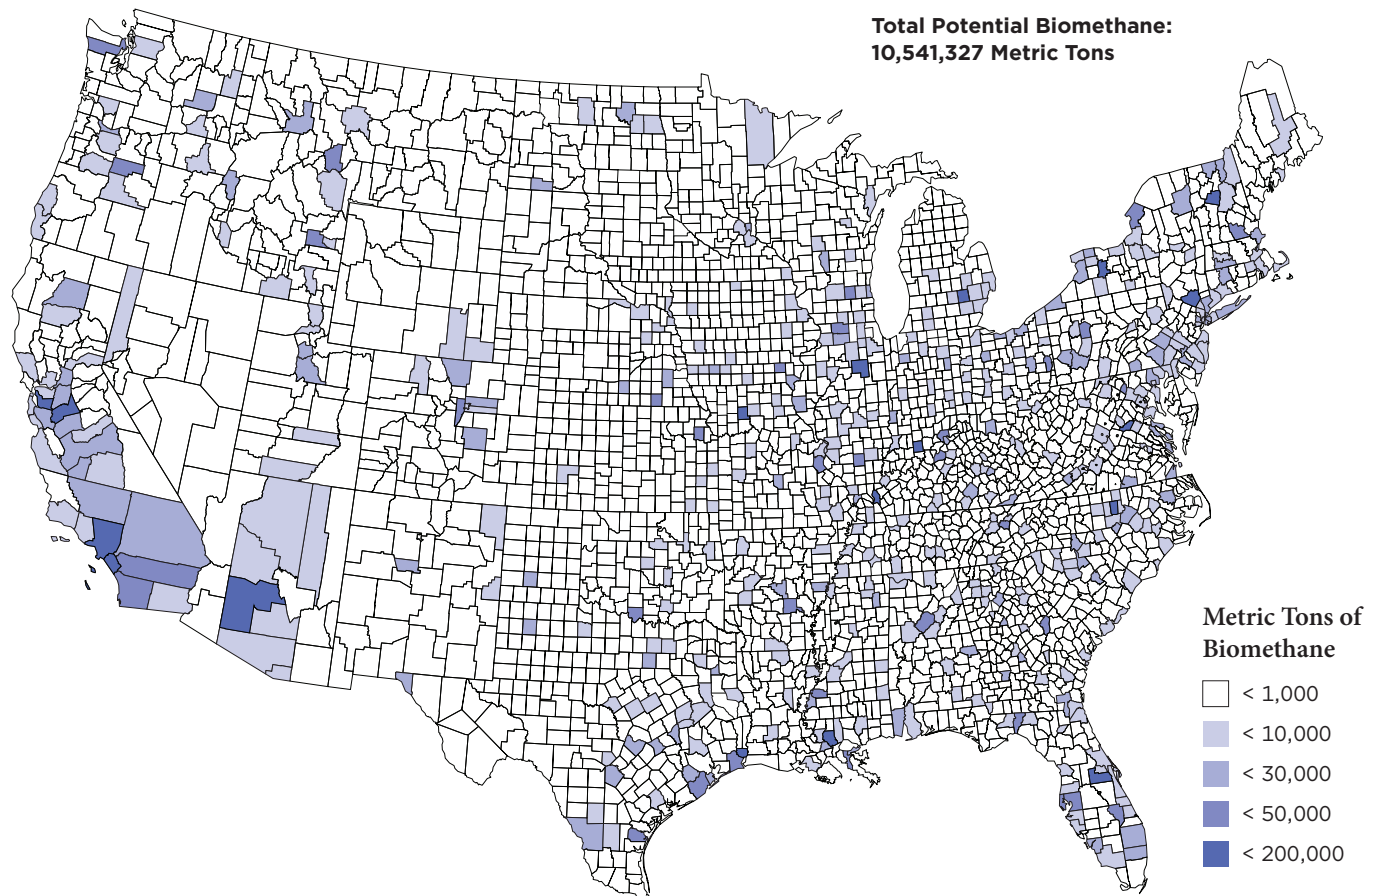 Total Potential Biomethane:
10,541,327 Metric Tons
Metric Tons of
Biomethane
< 1,000
< 10,000
< 30,000
< 50,000
< 200,000